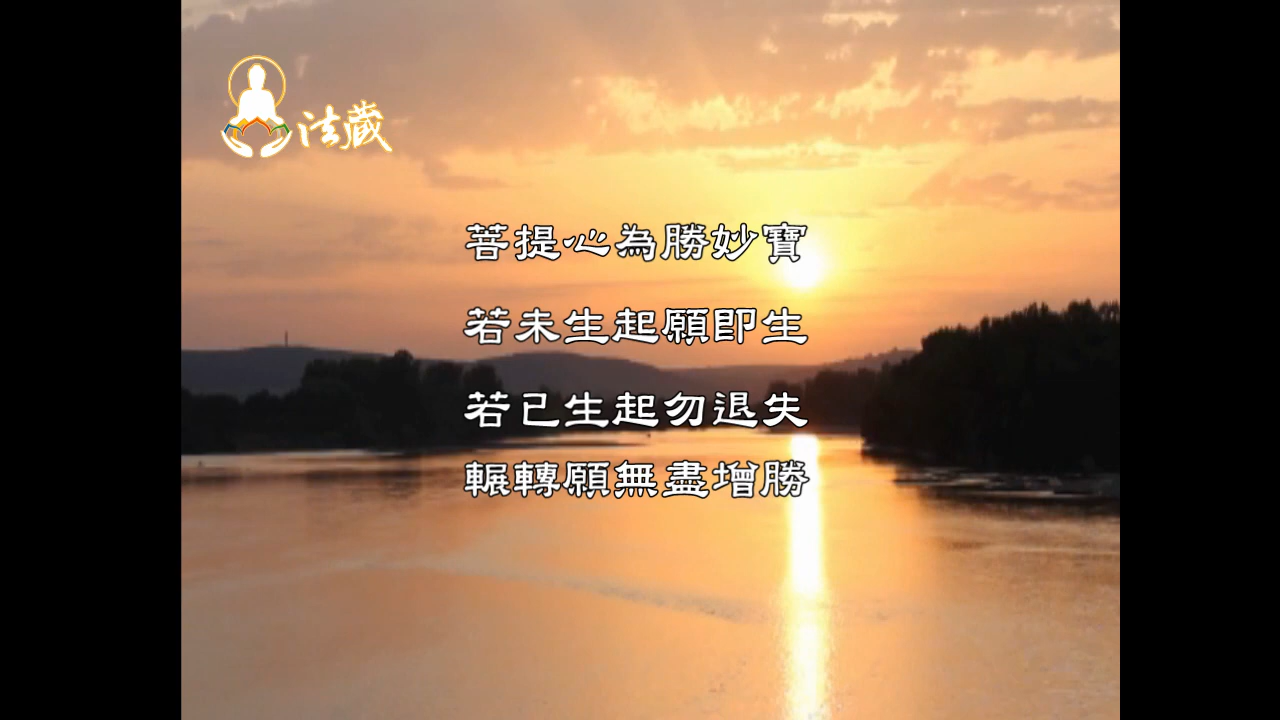 法藏
菩提心為勝妙寶
若未生起願即生
若已生起勿退失
輾轉願無盡增勝